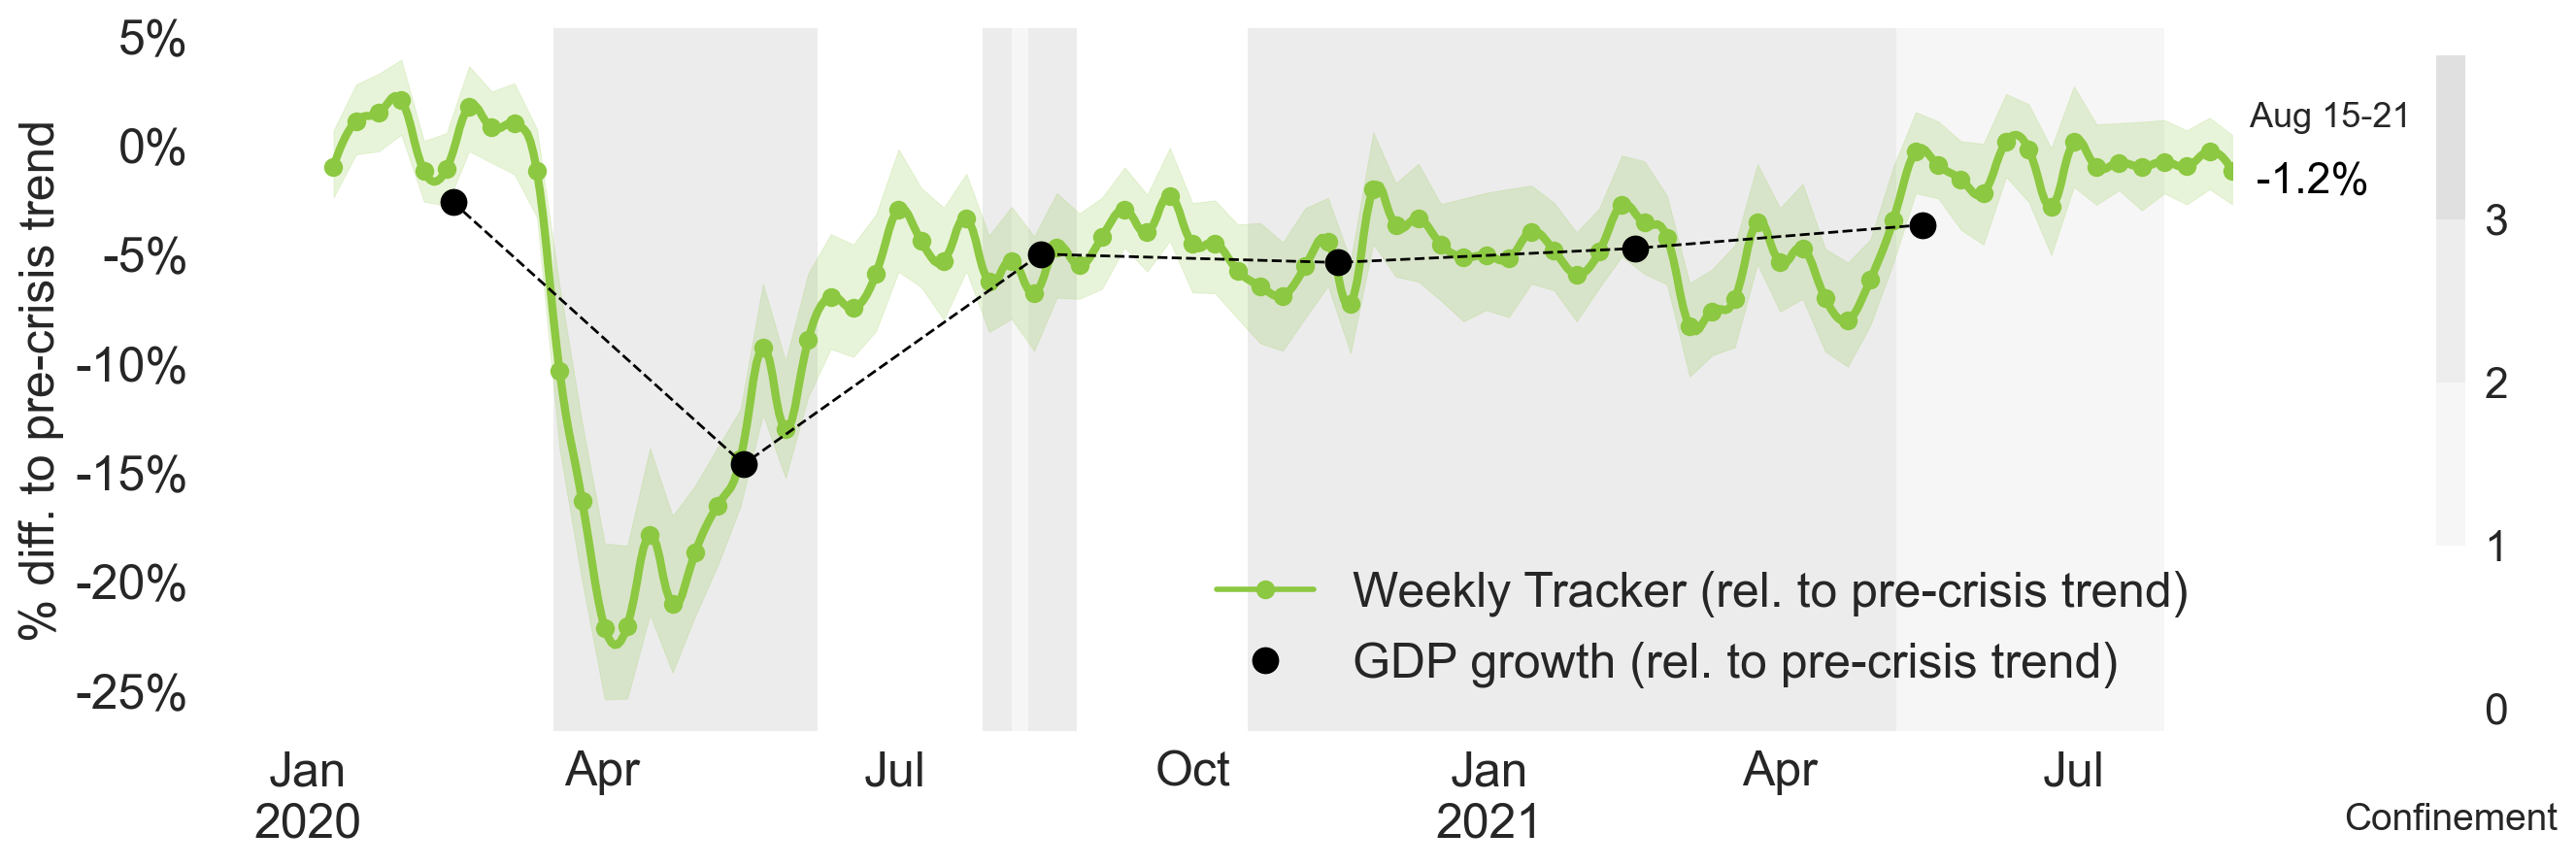 % diff. to pre-crisis trend
5%
0%
-5%
-10%
-15%
-20%
-25%
Jan
2020
Apr
Jul
Oct
Jan
2021
Apr
Jul
Weekly Tracker (rel. to pre-crisis trend)
GDP growth (rel. to pre-crisis trend)
Aug 15-21
-1.2%
3
2
1
0
Confinement